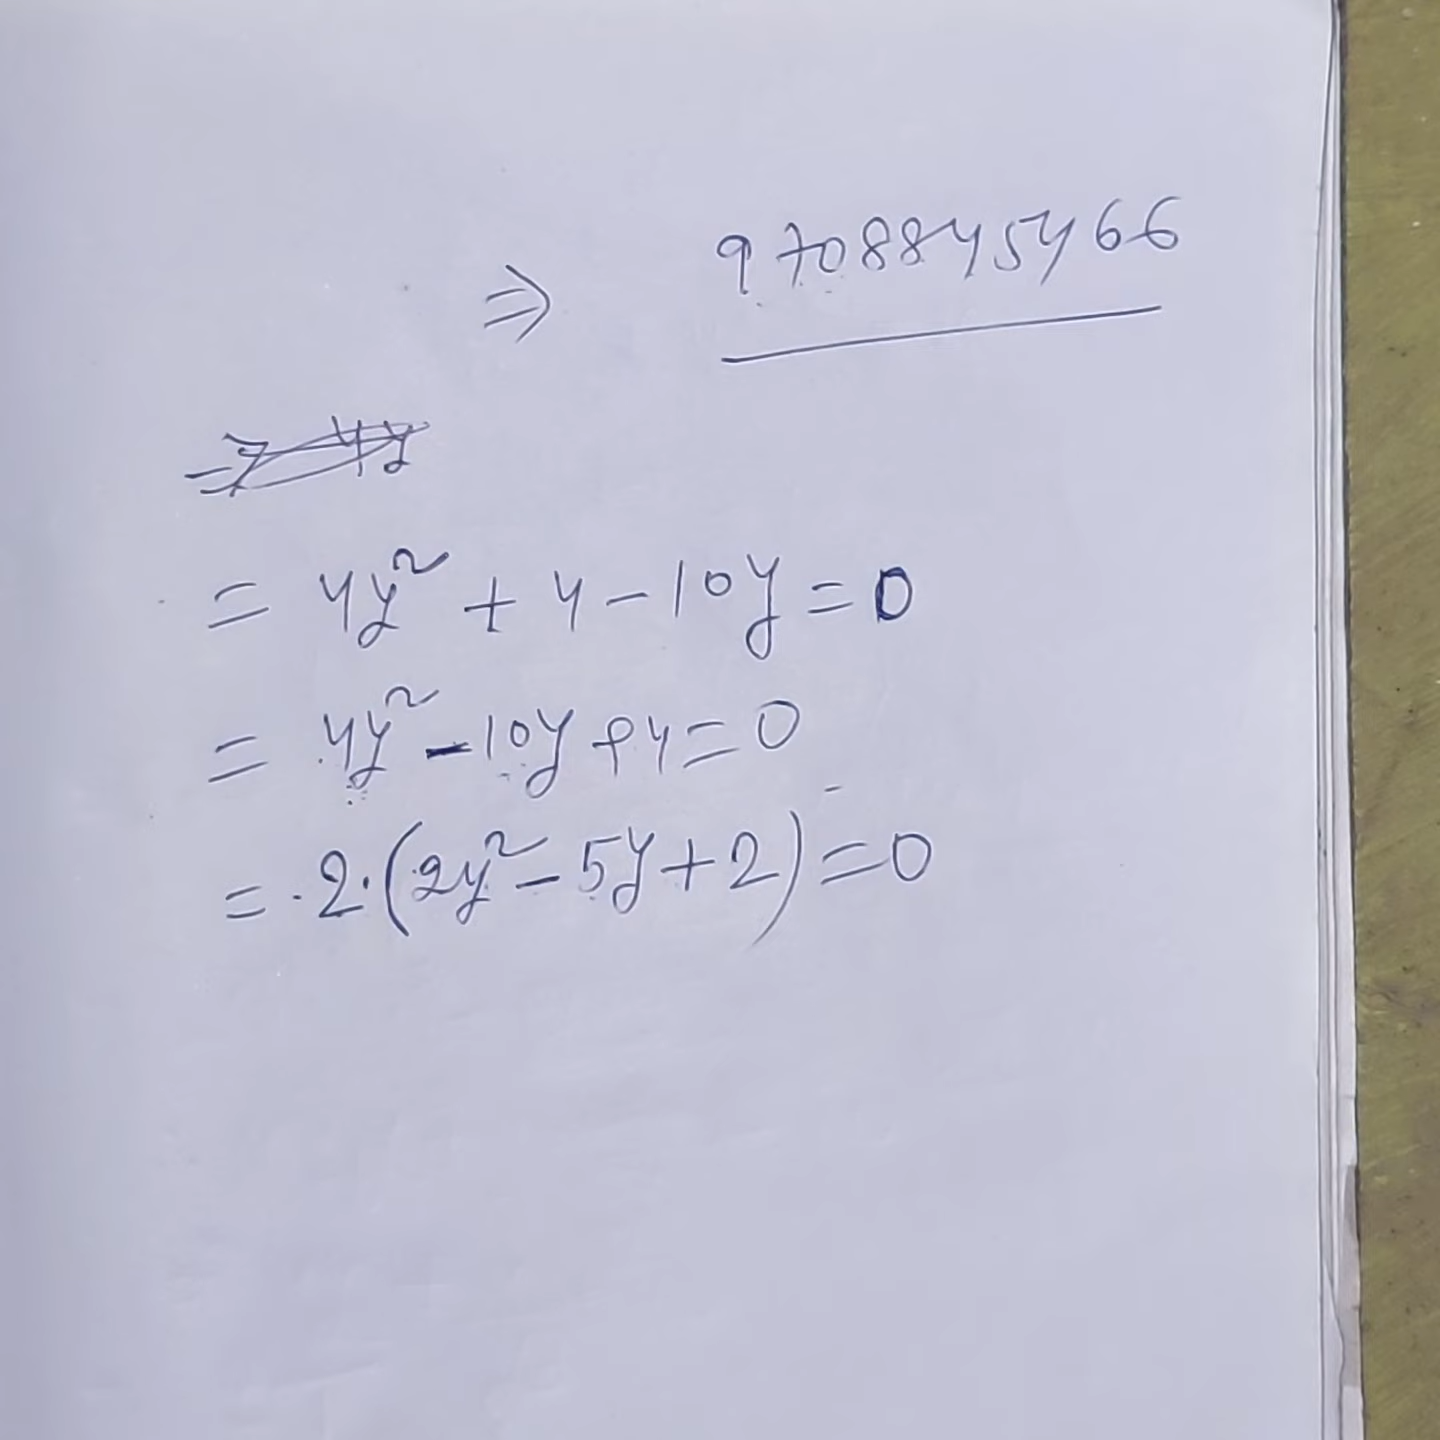 ⇒ 9708845466
= 4y² + 4 - 10y = 0
= 4y² - 10y + 4 = 0
= 2·(2y² - 5y + 2) = 0